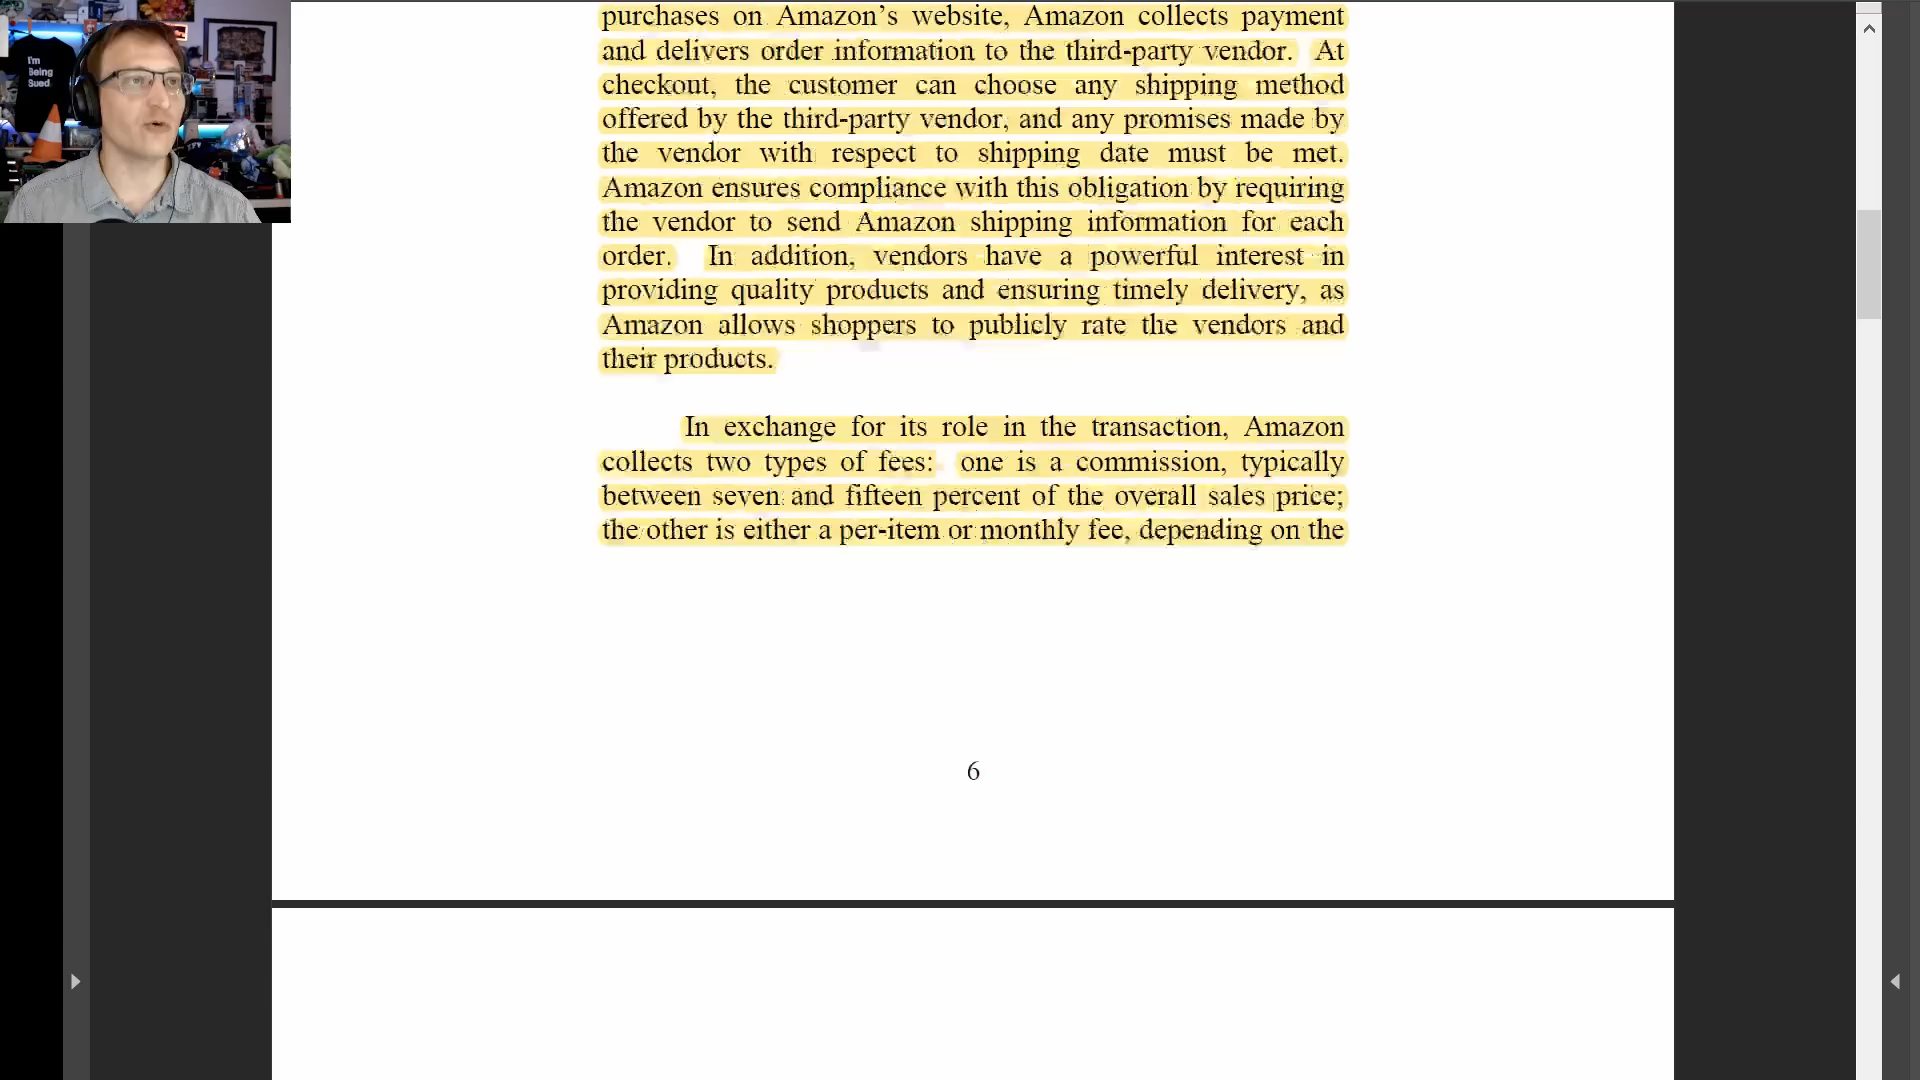 I'm
Being
Sued
purchases on Amazon’s website, Amazon collects payment
and delivers order information to the third-party vendor. At
checkout, the customer can choose any shipping method
offered by the third-party vendor, and any promises made by
the vendor with respect to shipping date must be met.
Amazon ensures compliance with this obligation by requiring
the vendor to send Amazon shipping information for each
order. In addition, vendors have a powerful interest in
providing quality products and ensuring timely delivery, as
Amazon allows shoppers to publicly rate the vendors and
their products.
In exchange for its role in the transaction, Amazon
collects two types of fees: one is a commission, typically
between seven and fifteen percent of the overall sales price;
the other is either a per-item or monthly fee, depending on the
6